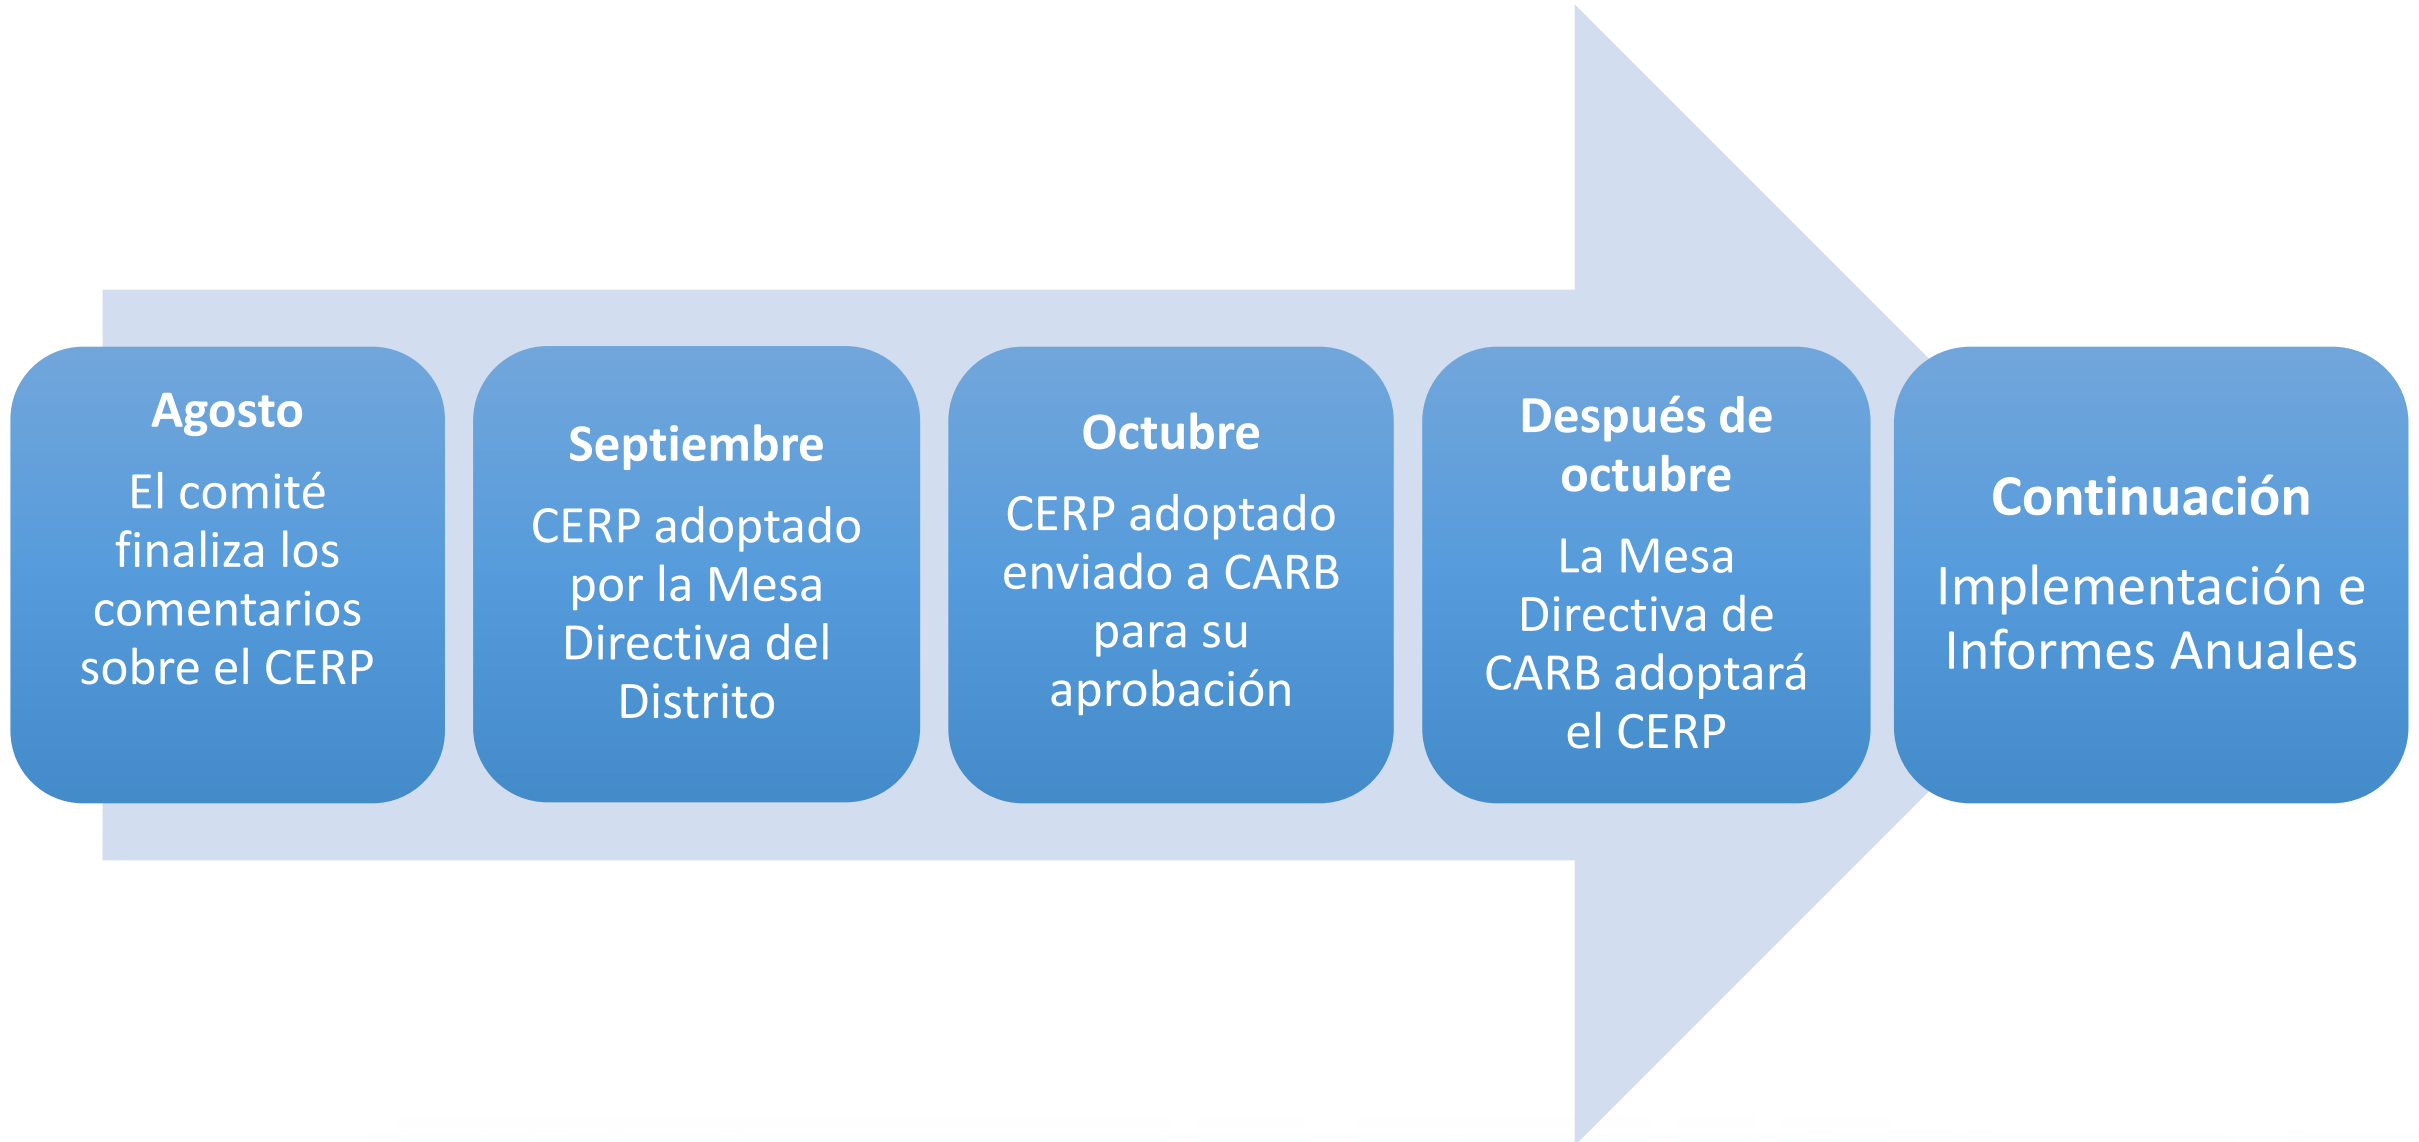 Agosto
El comité
finaliza los
comentarios
sobre el CERP
Septiembre
CERP adoptado
por la Mesa
Directiva del
Distrito
Octubre
CERP adoptado
enviado a CARB
para su
aprobación
Después de
octubre
La Mesa
Directiva de
CARB adoptará
el CERP
Continuación
Implementación e
Informes Anuales